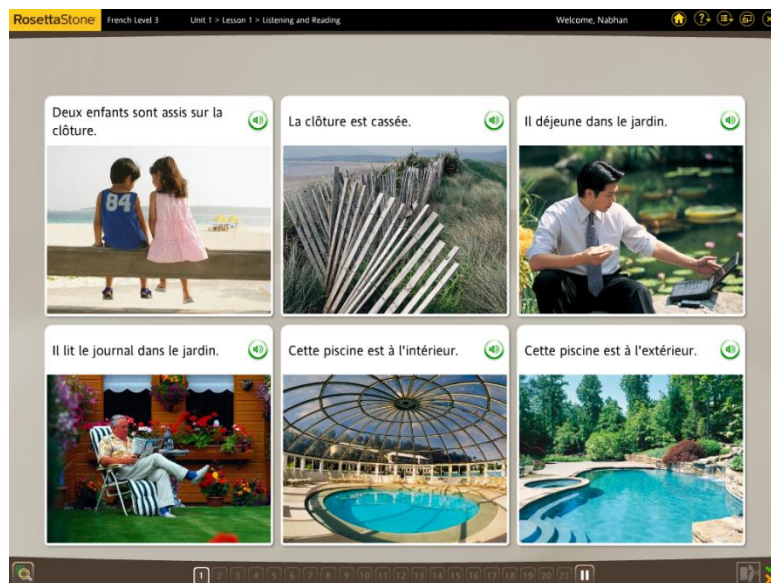 RosettaStone French Level 3 Unit 1 > Lesson 1 > Listening and Reading Welcome, Nabhan
Deux enfants sont assis sur la
clôture.
La clôture est cassée.
Il déjeune dans le jardin.
84
Il lit le journal dans le jardin.
Cette piscine est à l'intérieur.
Cette piscine est à l'extérieur.
1 2 3 4 5 6 7 8 9 10 11 12 13 14 15 16 17 18 19 20 21